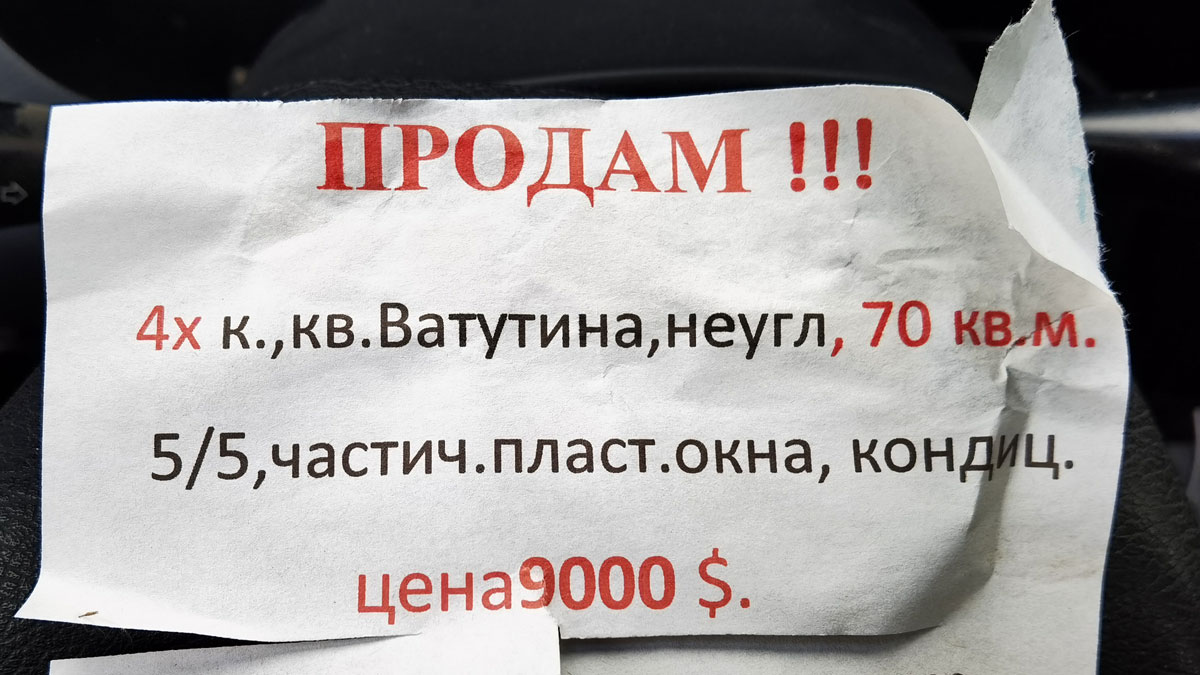 ПРОДАМ !!!
4х к.,кв.Ватутина,неугл, 70 кв.м.
5/5,частич.пласт.окна, кондиц.
цена9000 $.